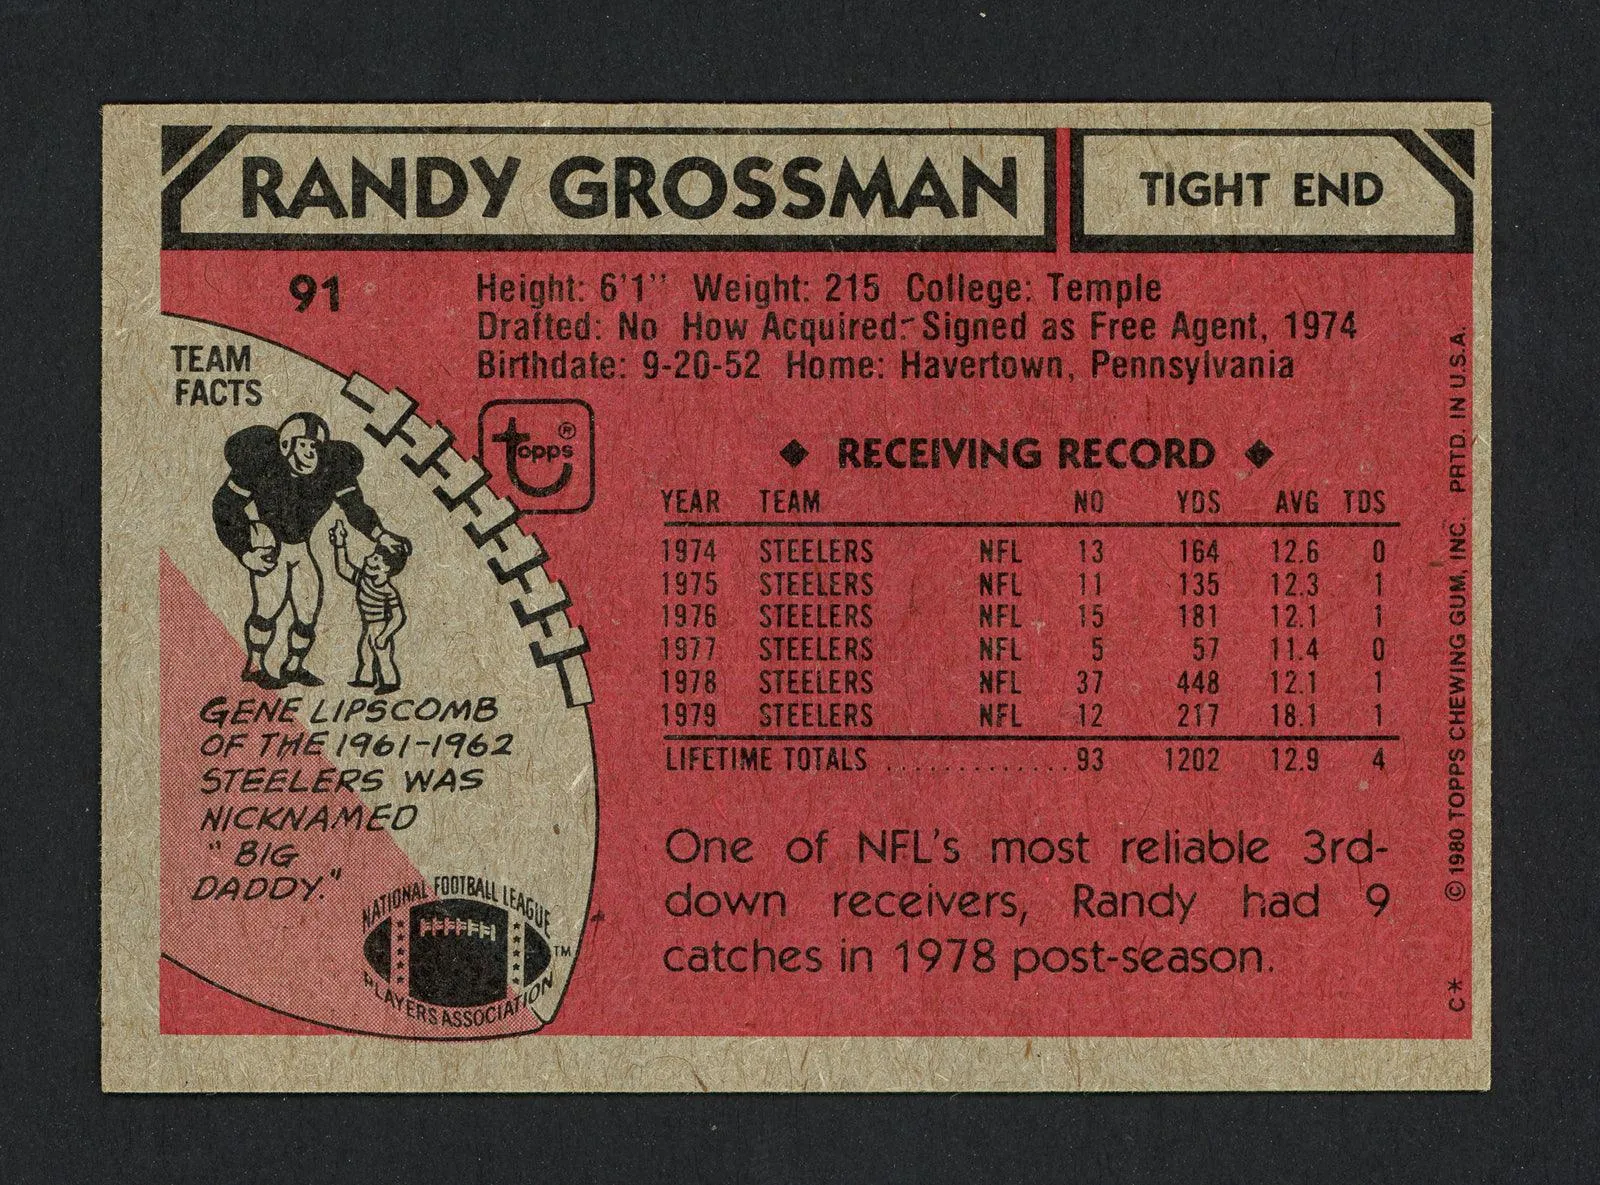 RANDY GROSSMAN
TIGHT END
91
Height: 6'1" Weight: 215 College: Temple
Drafted: No How Acquired: Signed as Free Agent, 1974
Birthdate: 9-20-52 Home: Havertown, Pennsylvania
TEAM
FACTS
GENE LIPSCOMB
OF THE 1961-1962
STEELERS WAS
NICKNAMED
"BIG
DADDY."
NATIONAL FOOTBALL LEAGUE
PLAYERS ASSOCIATION
TM
topps ®
◆ RECEIVING RECORD ◆
YEAR TEAM NO YDS AVG TDS
1974 STEELERS NFL 13 164 12.6 0
1975 STEELERS NFL 11 135 12.3 1
1976 STEELERS NFL 15 181 12.1 1
1977 STEELERS NFL 5 57 11.4 0
1978 STEELERS NFL 37 448 12.1 1
1979 STEELERS NFL 12 217 18.1 1
LIFETIME TOTALS .............. 93 1202 12.9 4
One of NFL's most reliable 3rd-
down receivers, Randy had 9
catches in 1978 post-season.
C* © 1980 TOPPS CHEWING GUM, INC. PRTD. IN U.S.A.